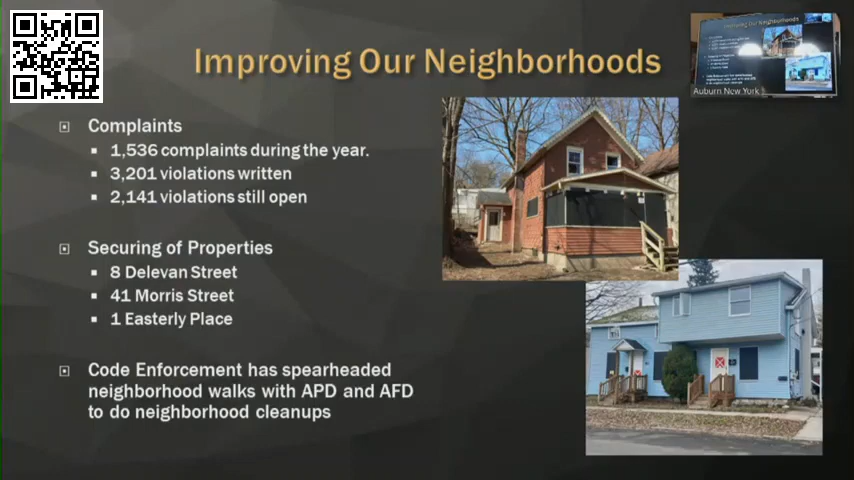 Improving Our Neighborhoods
Auburn New York
Complaints
1,536 complaints during the year.
3,201 violations written
2,141 violations still open
Securing of Properties
8 Delevan Street
41 Morris Street
1 Easterly Place
Code Enforcement has spearheaded
neighborhood walks with APD and AFD
to do neighborhood cleanups